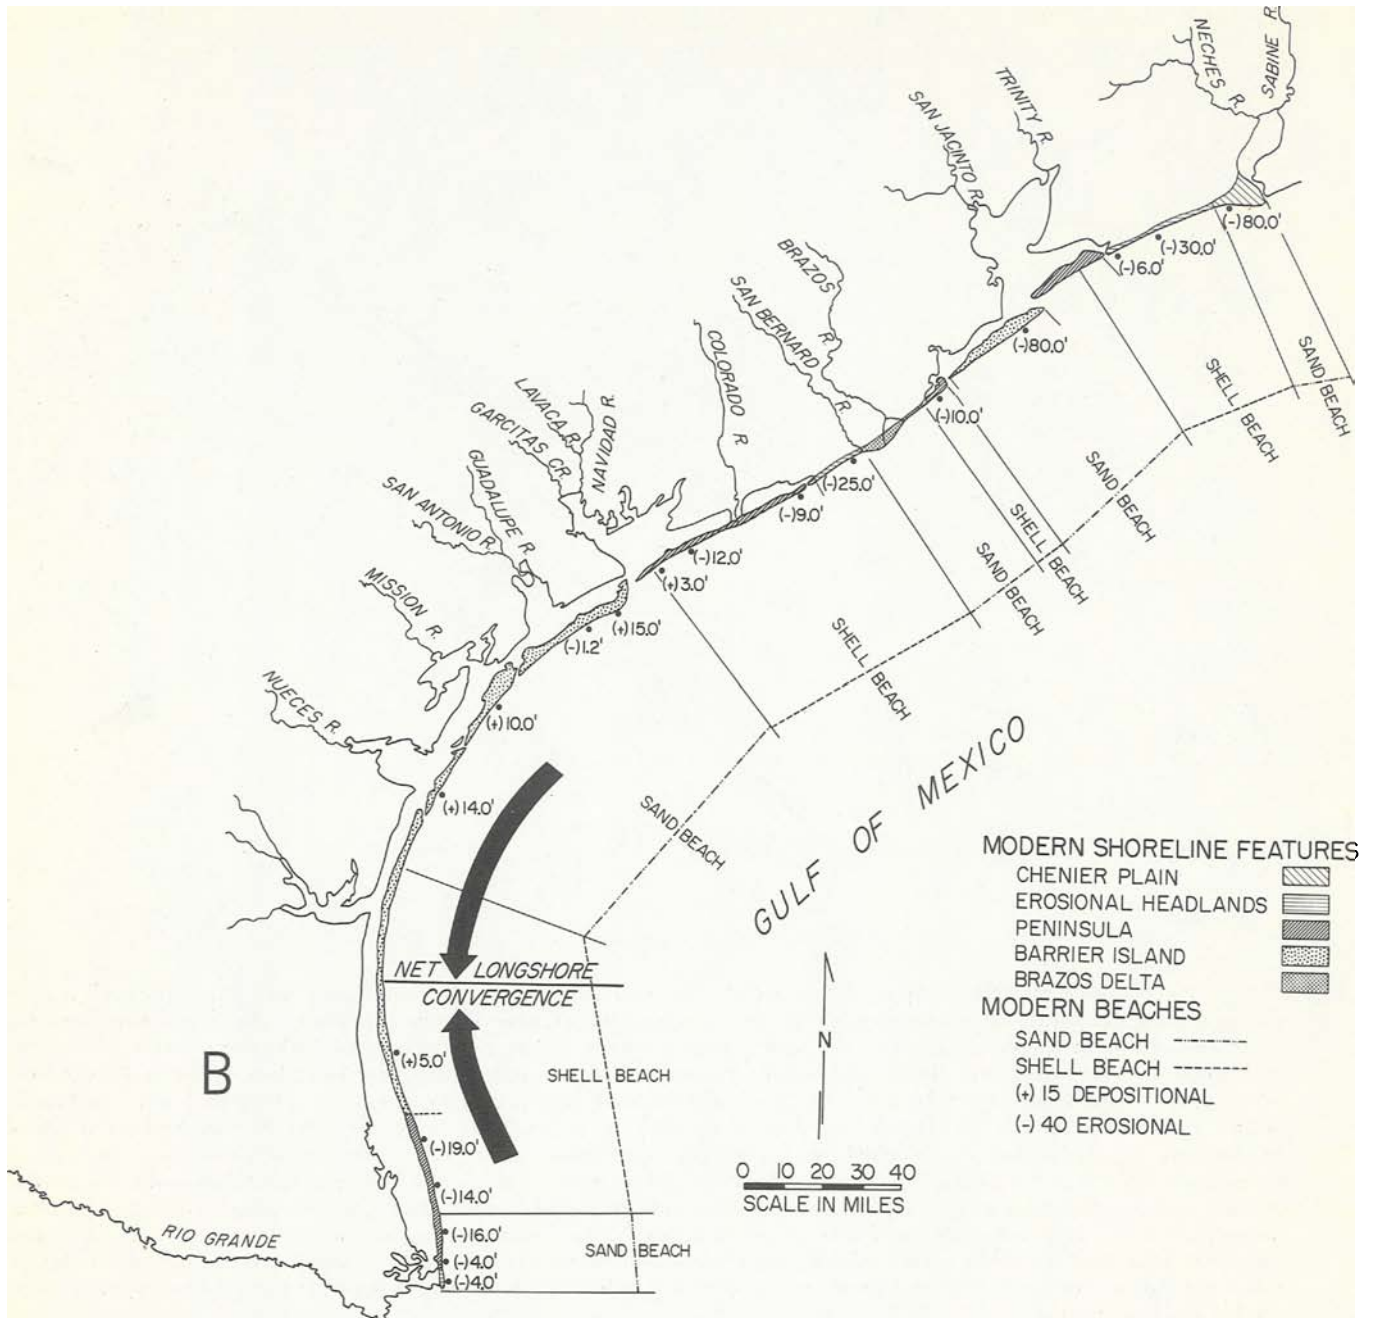 NECHES R.
SABINE R.
TRINITY R.
SAN JACINTO R.
(-)80.0'
(-)30.0'
(-)6.0'
BRAZOS R.
SAN BERNARD R.
(-)80.0'
SAND BEACH
SHELL BEACH
COLORADO R.
(-)10.0'
LAVACA R.
GARCITAS CR.
NAVIDAD R.
GUADALUPE R.
SAN ANTONIO R.
(-)25.0'
(-)9.0'
SAND BEACH
SHELL BEACH
(-)12.0'
(+)3.0'
SAND BEACH
MISSION R.
(+)15.0'
(-)1.2'
SHELL BEACH
NUECES R.
(+)10.0'
(+)14.0'
SAND BEACH
GULF OF MEXICO
NET LONGSHORE
CONVERGENCE
B
(+)5.0'
SHELL BEACH
(-)19.0'
(-)14.0'
(-)16.0'
(-)4.0'
(-)4.0'
SAND BEACH
RIO GRANDE
MODERN SHORELINE FEATURES
CHENIER PLAIN
EROSIONAL HEADLANDS
PENINSULA
BARRIER ISLAND
BRAZOS DELTA
MODERN BEACHES
SAND BEACH
SHELL BEACH
(+) 15 DEPOSITIONAL
(-) 40 EROSIONAL
N
0 10 20 30 40
SCALE IN MILES